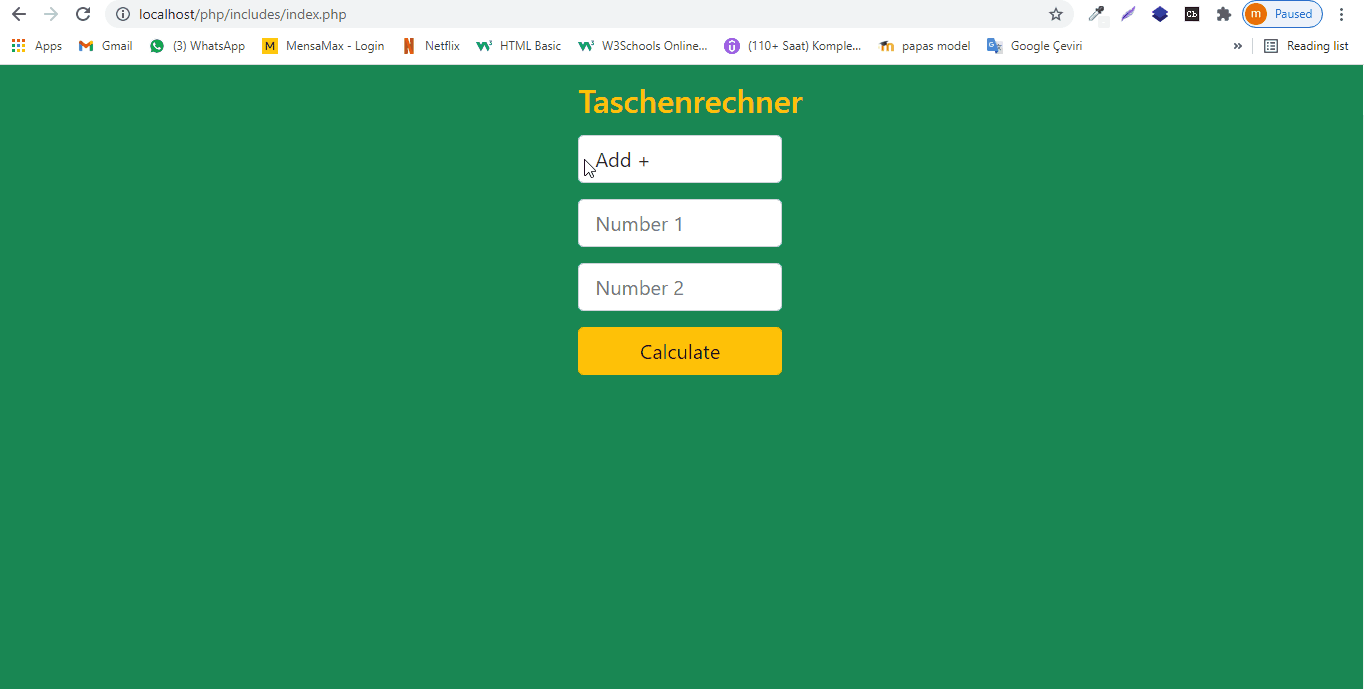 localhost/php/includes/index.php
Cb
m Paused
Apps Gmail (3) WhatsApp M MensaMax - Login Netflix HTML Basic W3Schools Online... (110+ Saat) Komple... papas model Google Çeviri » Reading list
Taschenrechner
Add +
Number 1
Number 2
Calculate